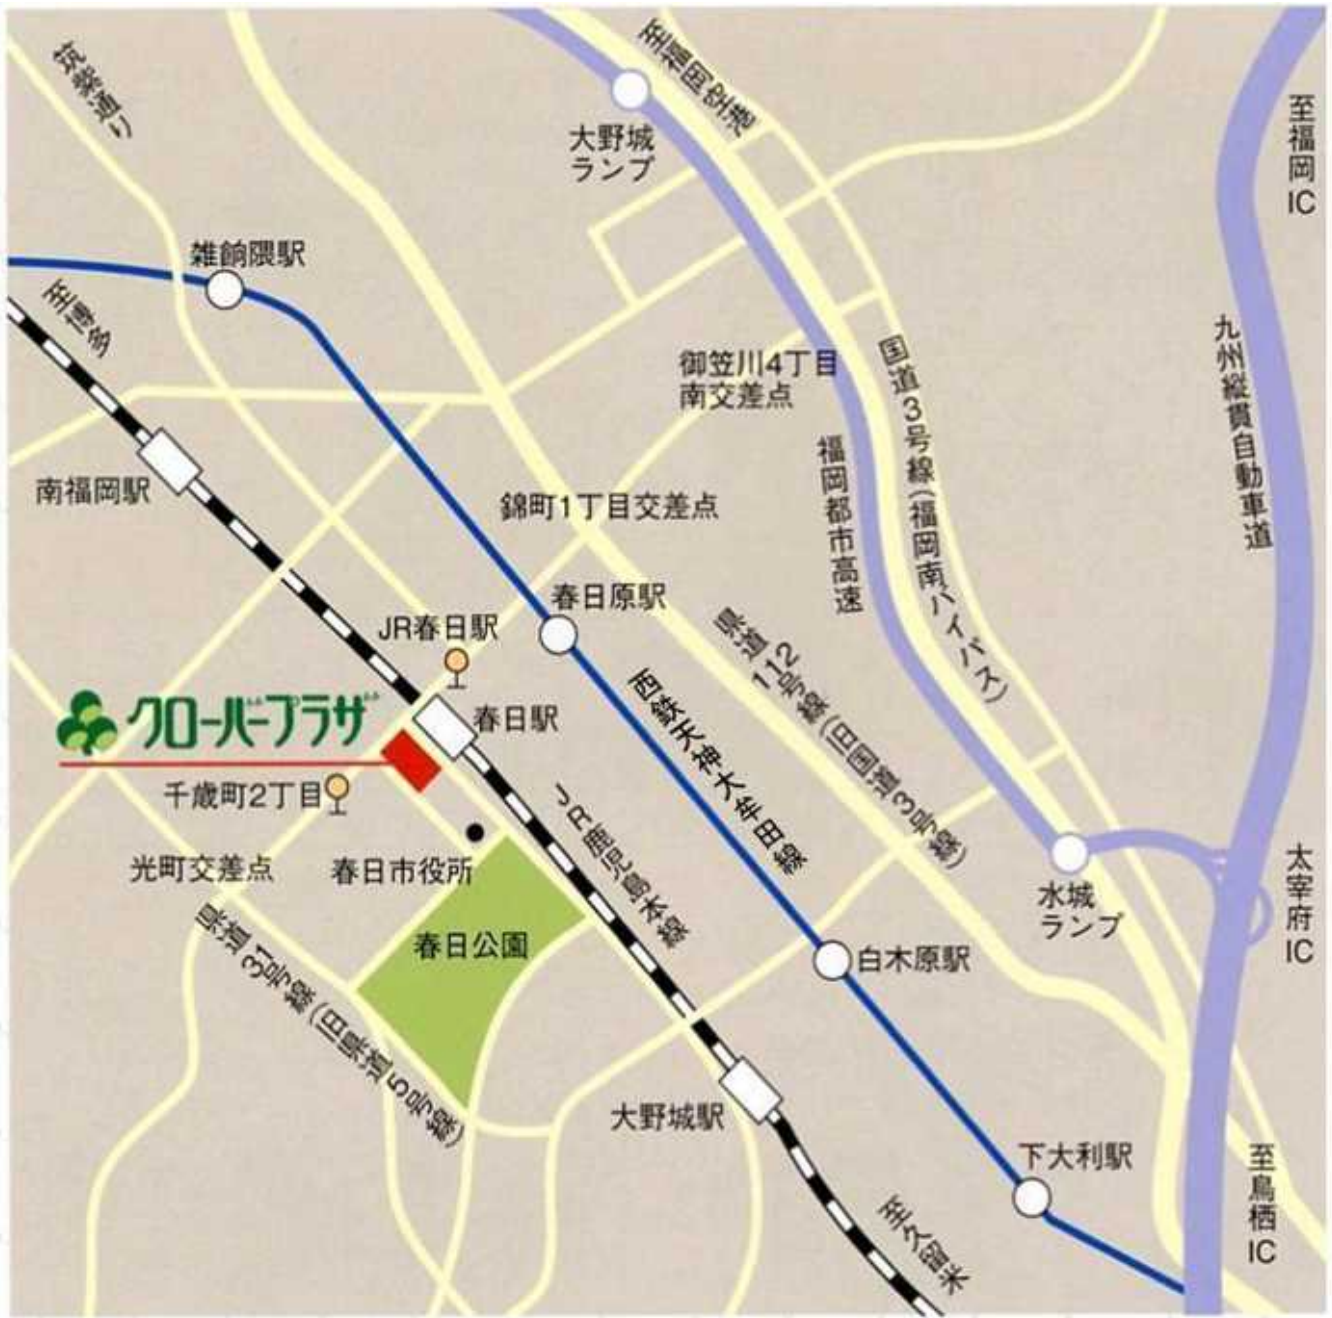 筑紫通り
至福岡空港
大野城
ランプ
至福岡IC
雑餉隈駅
至博多
御笠川4丁目
南交差点
国道3号線(福岡南バイパス)
九州縦貫自動車道
福岡都市高速
南福岡駅
錦町1丁目交差点
春日原駅
JR春日駅
県道112号線(旧国道3号線)
西鉄天神大牟田線
クローバープラザ
春日駅
千歳町2丁目
JR鹿児島本線
光町交差点
春日市役所
水城
ランプ
太宰府IC
県道31号線(旧県道5号線)
春日公園
白木原駅
大野城駅
下大利駅
至久留米
至鳥栖IC